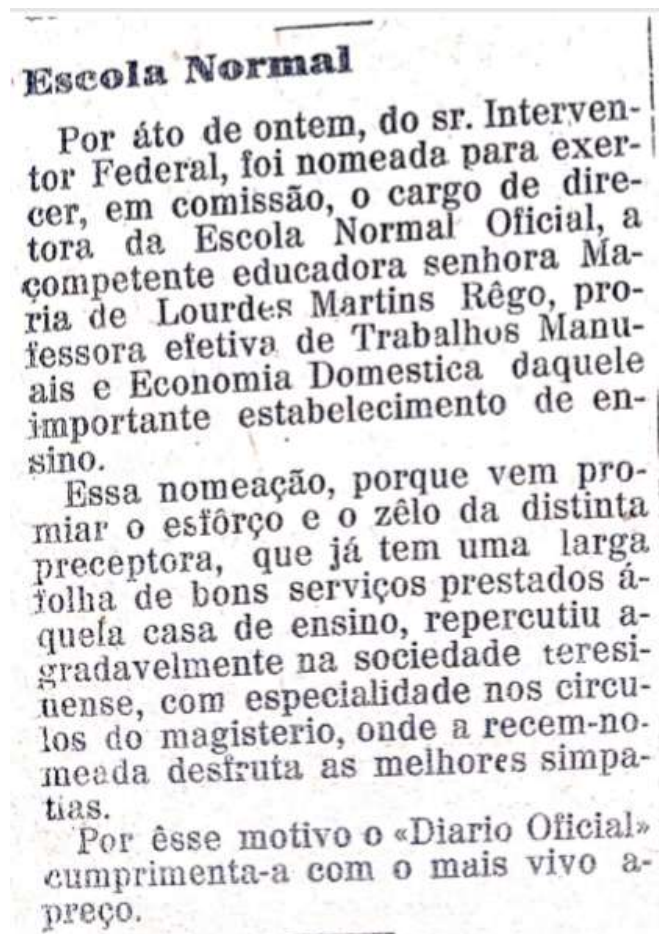 Escola Normal
Por áto de ontem, do sr. Interven-
tor Federal, foi nomeada para exer-
cer, em comissão, o cargo de dire-
tora da Escola Normal Oficial, a
competente educadora senhora Ma-
ria de Lourdes Martins Rêgo, pro-
fessora efetiva de Trabalhos Manu-
ais e Economia Domestica daquele
importante estabelecimento de en-
sino.
Essa nomeação, porque vem pro-
miar o esfôrço e o zêlo da distinta
preceptora, que já tem uma larga
folha de bons serviços prestados á-
quela casa de ensino, repercutiu a-
gradavelmente na sociedade teresi-
nense, com especialidade nos circu-
los do magisterio, onde a recem-no-
meada desfruta as melhores simpa-
tias.
Por êsse motivo o «Diario Oficial»
cumprimenta-a com o mais vivo a-
preço.